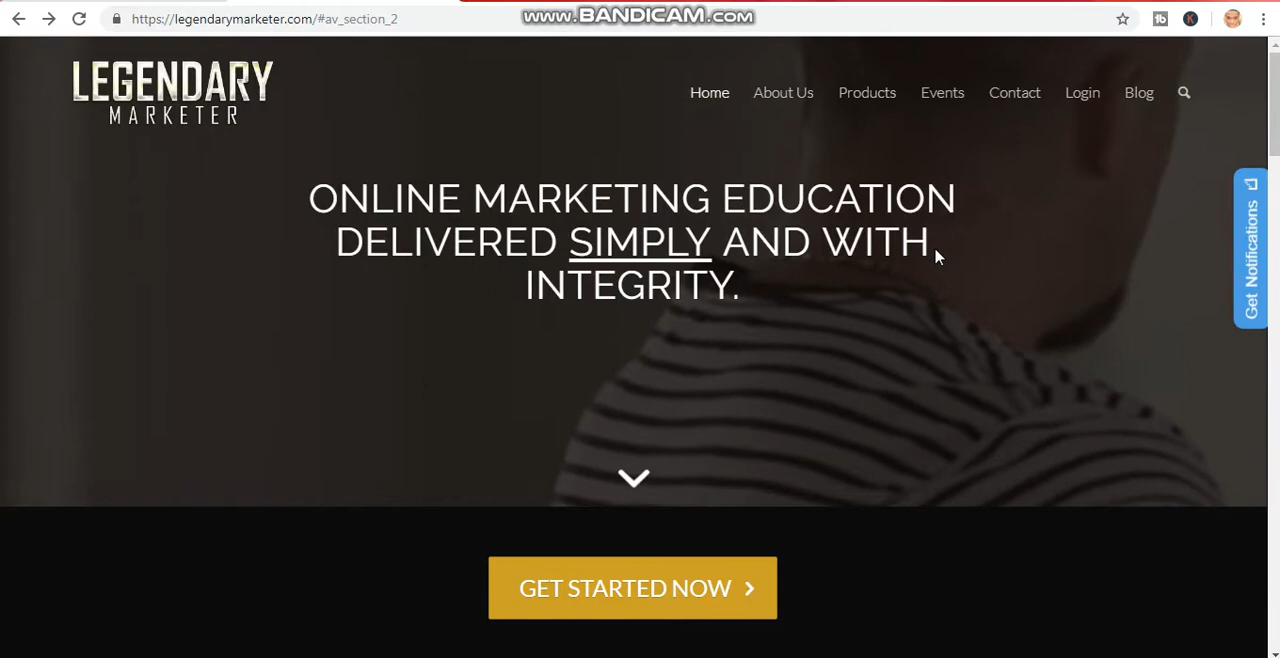 https://legendarymarketer.com/#av_section_2
www.BANDICAM.com
tb
K
LEGENDARY
MARKETER
Home About Us Products Events Contact Login Blog
ONLINE MARKETING EDUCATION
DELIVERED SIMPLY AND WITH
INTEGRITY.
Get Notifications
GET STARTED NOW